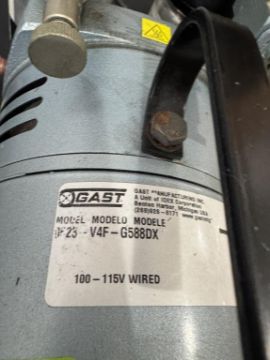 GAST
GAST MANUFACTURING INC.
A Unit of IDEX Corporation
Benton Harbor, Michigan USA
MODEL MODELO MODELE
23 -V4F-G588DX
100-115V WIRED